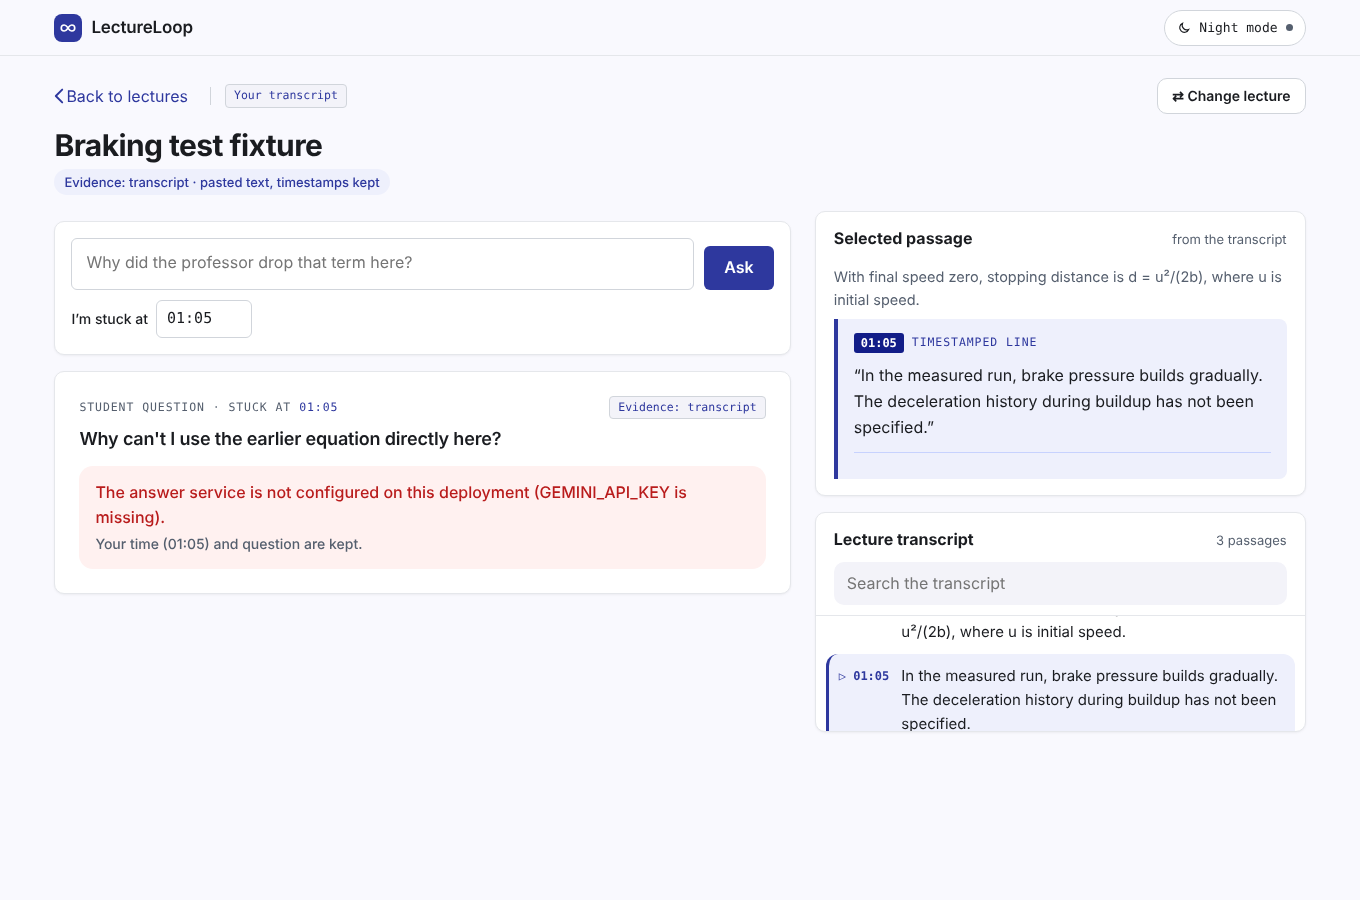 LectureLoop
Night mode
Back to lectures
Your transcript
⇄ Change lecture
Braking test fixture
Evidence: transcript · pasted text, timestamps kept
Why did the professor drop that term here?
Ask
I’m stuck at
01:05
STUDENT QUESTION · STUCK AT 01:05
Evidence: transcript
Why can't I use the earlier equation directly here?
The answer service is not configured on this deployment (GEMINI_API_KEY is
missing).
Your time (01:05) and question are kept.
Selected passage
from the transcript
With final speed zero, stopping distance is d = u²/(2b), where u is
initial speed.
01:05 TIMESTAMPED LINE
“In the measured run, brake pressure builds gradually.
The deceleration history during buildup has not been
specified.”
Lecture transcript
3 passages
Search the transcript
u²/(2b), where u is initial speed.
▷ 01:05 In the measured run, brake pressure builds gradually.
The deceleration history during buildup has not been
specified.